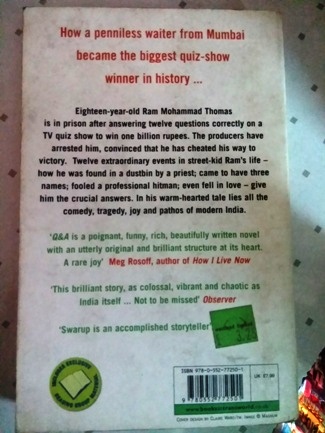 How a penniless waiter from Mumbai
became the biggest quiz-show
winner in history ...
Eighteen-year-old Ram Mohammad Thomas
is in prison after answering twelve questions correctly on a
TV quiz show to win one billion rupees. The producers have
arrested him, convinced that he has cheated his way to
victory. Twelve extraordinary events in street-kid Ram's life –
how he was found in a dustbin by a priest; came to have three
names; fooled a professional hitman; even fell in love – give
him the crucial answers. In his warm-hearted tale lies all the
comedy, tragedy, joy and pathos of modern India.
'Q&A is a poignant, funny, rich, beautifully written novel
with an utterly original and brilliant structure at its heart.
A rare joy' Meg Rosoff, author of How I Live Now
'This brilliant story, as colossal, vibrant and chaotic as
India itself ... Not to be missed' Observer
'Swarup is an accomplished storyteller'
INCLUDES EXCLUSIVE
READING GROUP MATERIAL
ISBN 978-0-552-77250-1
UK £7.99
9 780552 772501